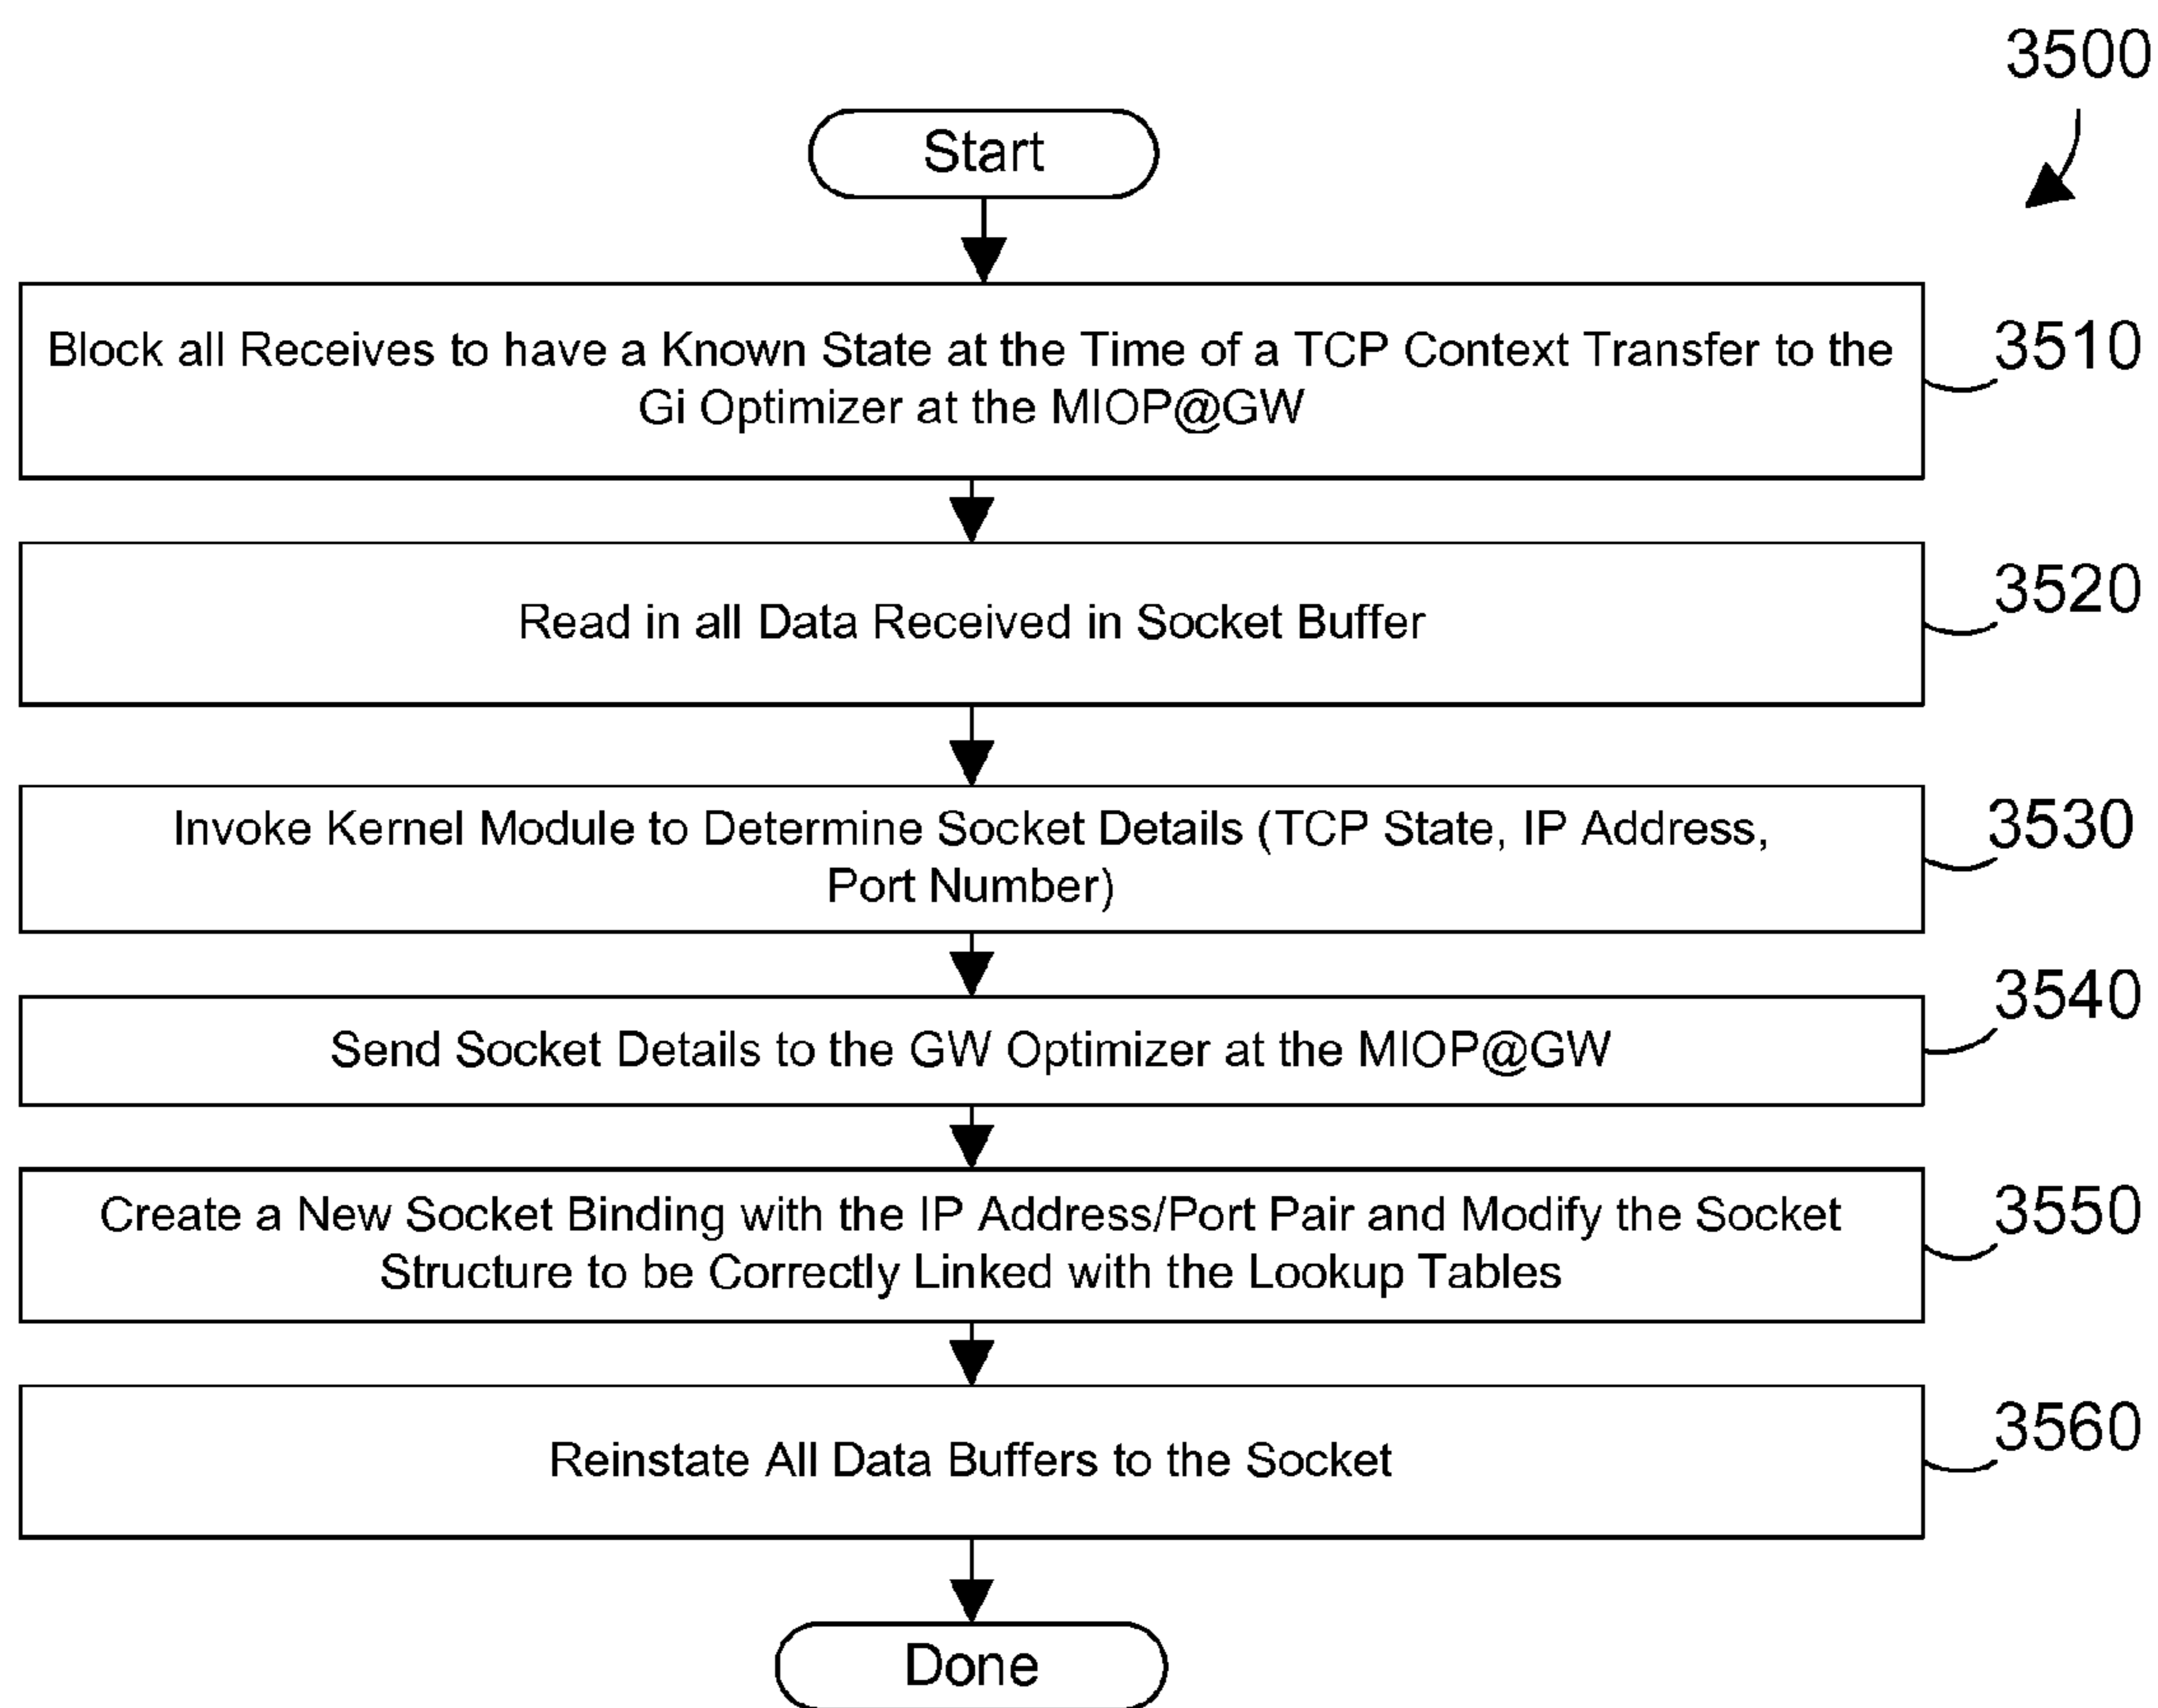 3500
Start
Block all Receives to have a Known State at the Time of a TCP Context Transfer to the
Gi Optimizer at the MIOP@GW
3510
Read in all Data Received in Socket Buffer
3520
Invoke Kernel Module to Determine Socket Details (TCP State, IP Address,
Port Number)
3530
Send Socket Details to the GW Optimizer at the MIOP@GW
3540
Create a New Socket Binding with the IP Address/Port Pair and Modify the Socket
Structure to be Correctly Linked with the Lookup Tables
3550
Reinstate All Data Buffers to the Socket
3560
Done